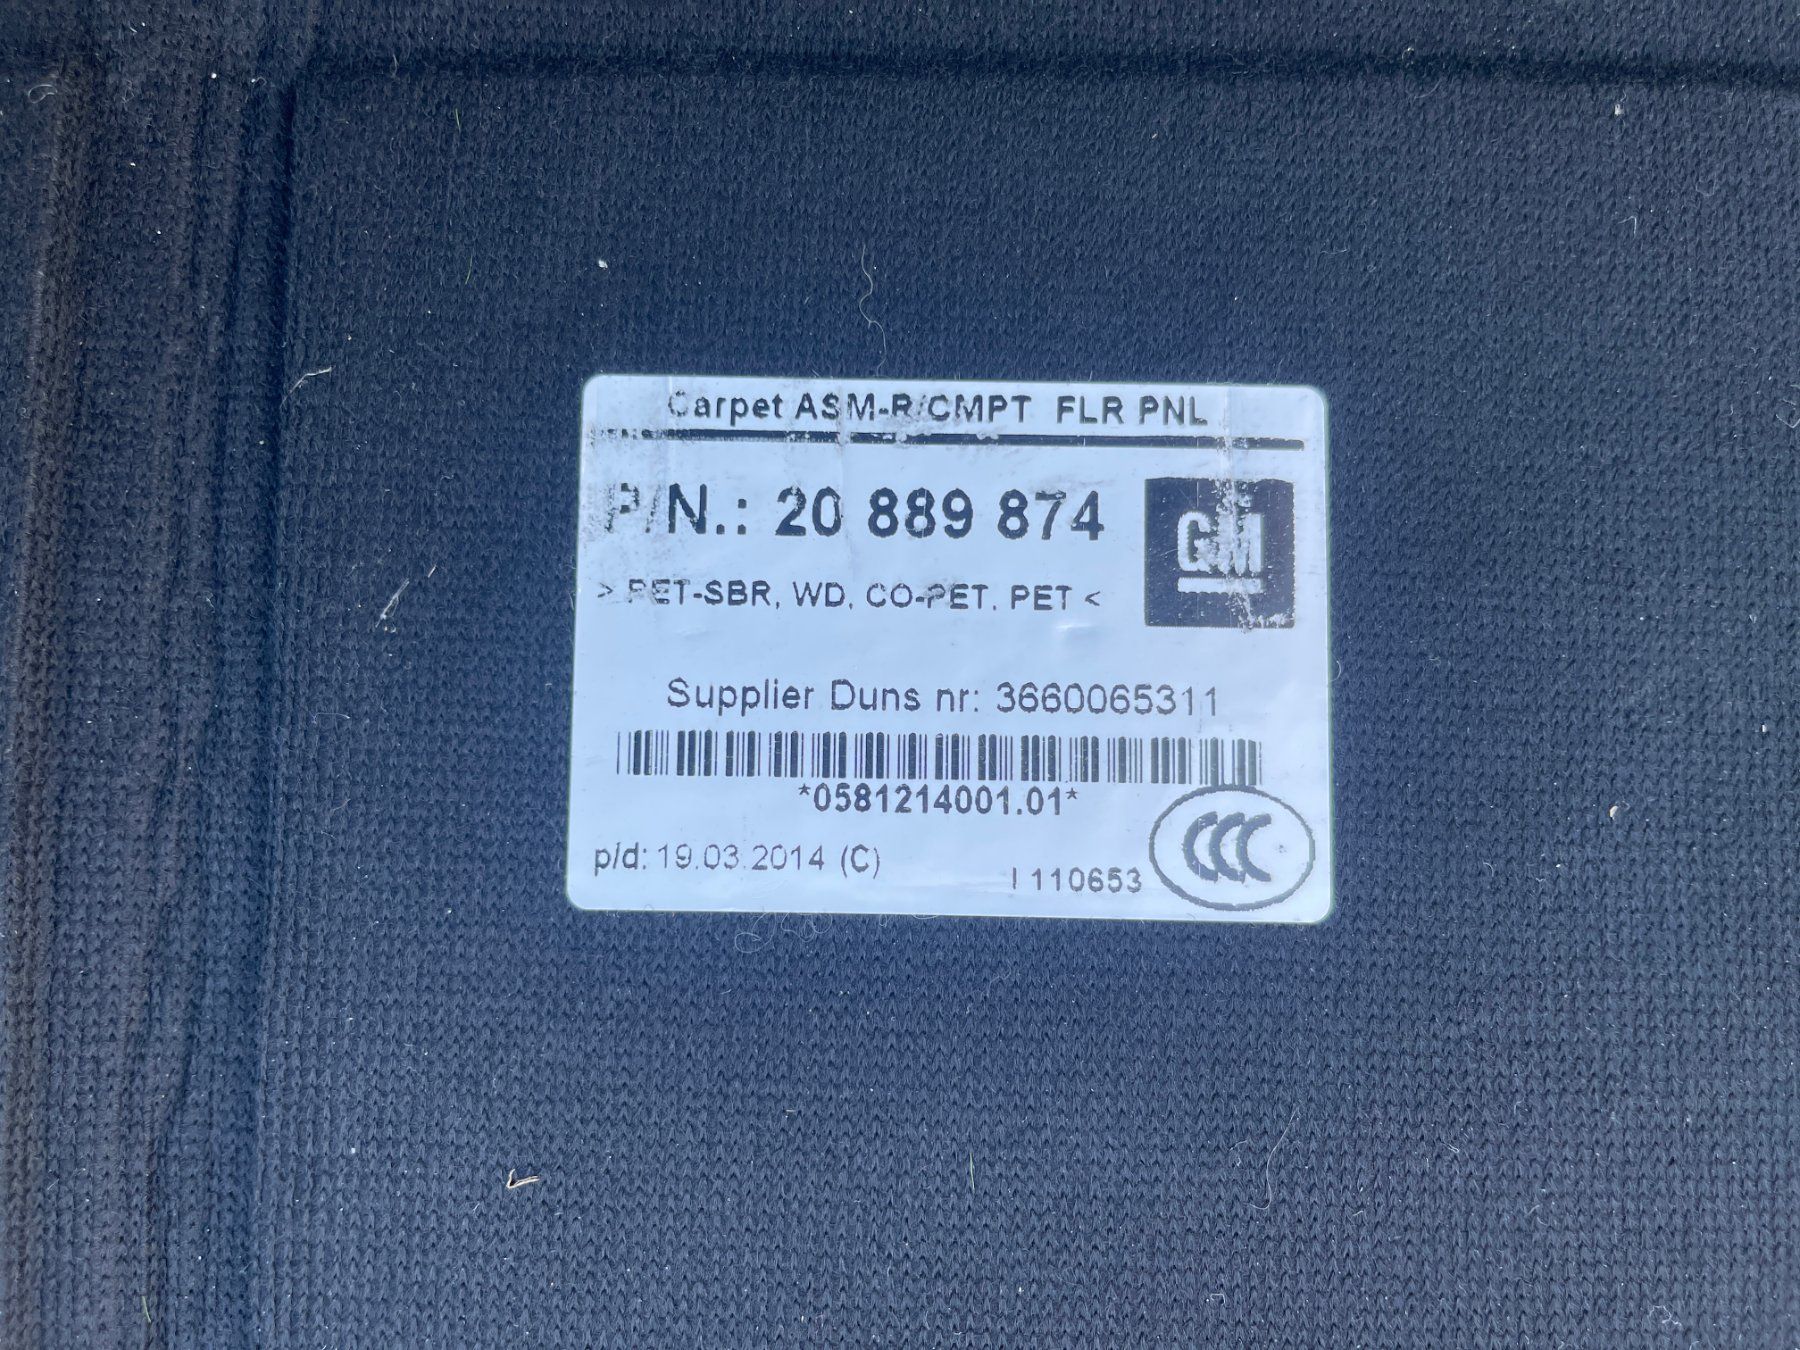 Carpet ASM-R/CMPT FLR PNL
P/N.: 20 889 874
GM
> PET-SBR, WD, CO-PET, PET <
Supplier Duns nr: 3660065311
*0581214001.01*
p/d: 19.03.2014 (C)
I 110653
CCC